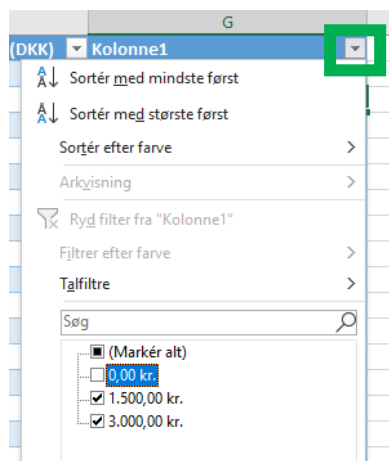 G
(DKK) Kolonne1
Sortér med mindste først
Sortér med største først
Sortér efter farve
Arkvisning
Ryd filter fra "Kolonne1"
Filtrer efter farve
Talfiltre
Søg
(Markér alt)
0,00 kr.
1.500,00 kr.
3.000,00 kr.